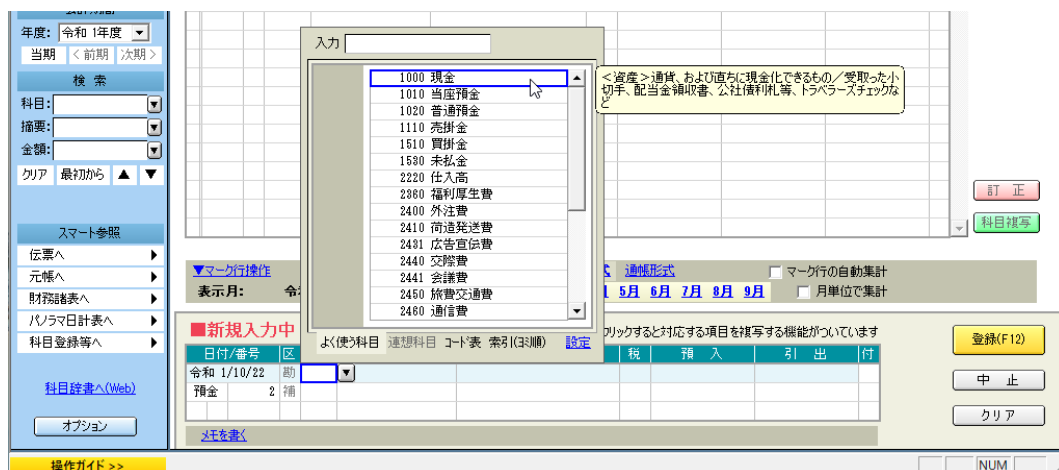 年度: 令和 1年度
当期 <前期 次期>
検 索
科目:
摘要:
金額:
クリア 最初から ▲ ▼
スマート参照
伝票へ
元帳へ
財務諸表へ
パノラマ日計表へ
科目登録等へ
科目辞書へ(Web)
オプション
操作ガイド >>
入力
1000 現金
1010 当座預金
1020 普通預金
1110 売掛金
1510 買掛金
1530 未払金
2220 仕入高
2360 福利厚生費
2400 外注費
2410 荷造発送費
2431 広告宣伝費
2440 交際費
2441 会議費
2450 旅費交通費
2460 通信費
よく使う科目 連想科目 コード表 索引(ヨミ順) 設定
<資産>通貨、および直ちに現金化できるもの/受取った小
切手、配当金領収書、公社債利札等、トラベラーズチェックな
ど
訂 正
科目複写
▼マーク行操作 式 通帳形式 マーク行の自動集計
表示月: 5月 6月 7月 8月 9月 月単位で集計
■新規入力中 リックすると対応する項目を複写する機能がついています
日付/番号 区 税 預 入 引 出 付
令和 1/10/22 勘
預金 2 補
メモを書く
登録(F12)
中 止
クリア
NUM